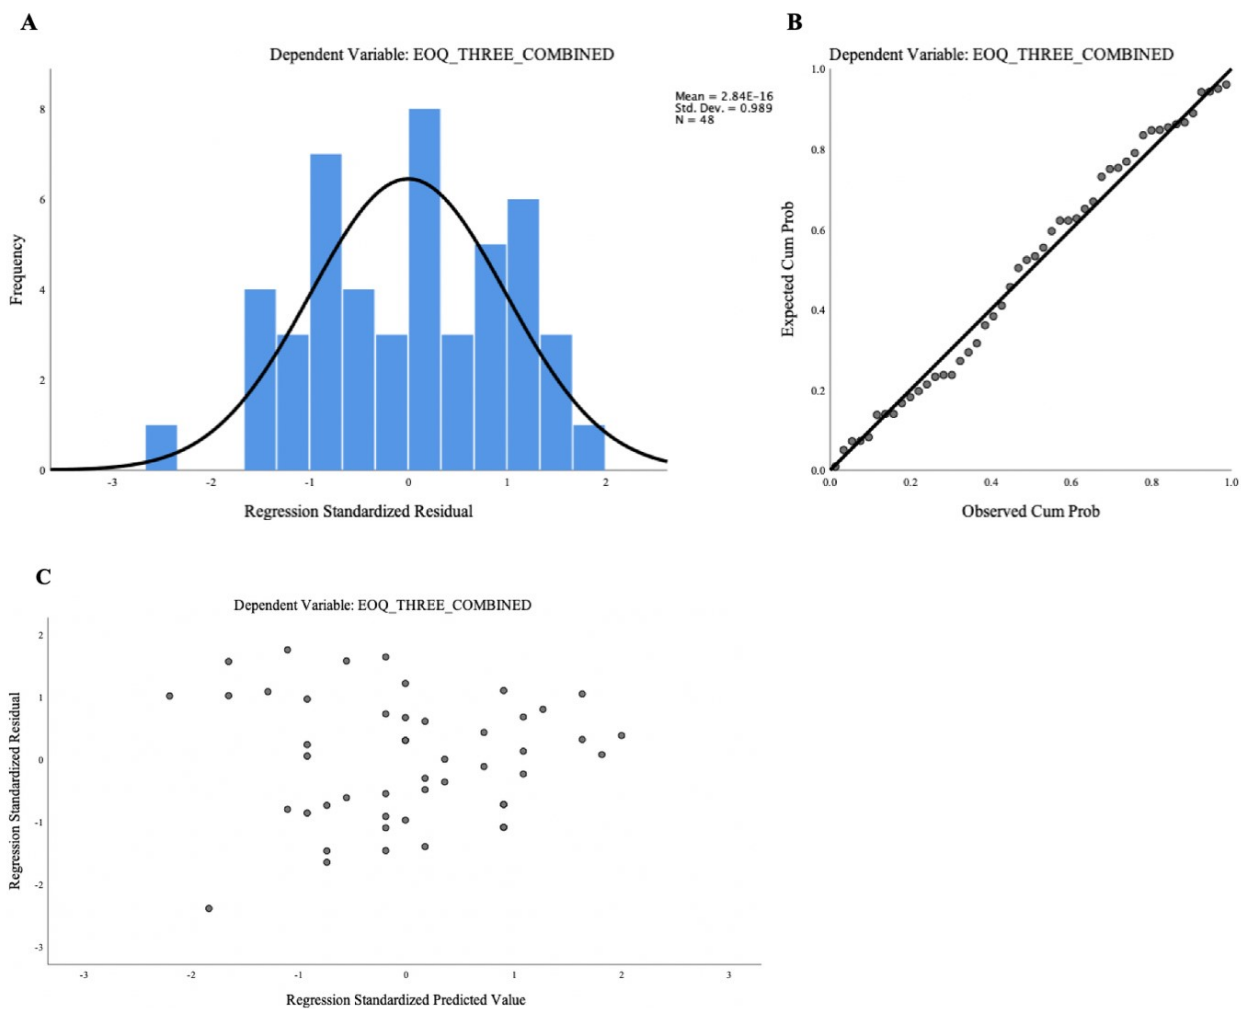 A
Dependent Variable: EOQ_THREE_COMBINED
Mean = 2.84E-16
Std. Dev. = 0.989
N = 48
8
6
4
2
0
Frequency
-3 -2 -1 0 1 2
Regression Standardized Residual
B
Dependent Variable: EOQ_THREE_COMBINED
1.0
0.8
0.6
0.4
0.2
0.0
Expected Cum Prob
0.0 0.2 0.4 0.6 0.8 1.0
Observed Cum Prob
C
Dependent Variable: EOQ_THREE_COMBINED
2
1
0
-1
-2
-3
Regression Standardized Residual
-3 -2 -1 0 1 2 3
Regression Standardized Predicted Value